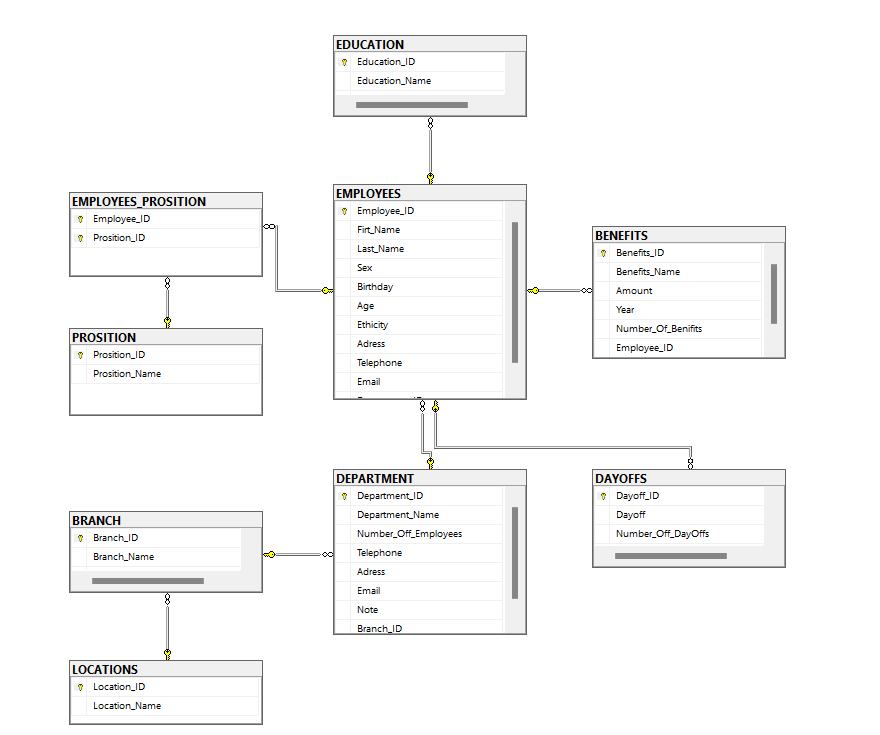 EDUCATION
Education_ID
Education_Name
EMPLOYEES_PROSITION
Employee_ID
Prosition_ID
EMPLOYEES
Employee_ID
Firt_Name
Last_Name
Sex
Birthday
Age
Ethicity
Adress
Telephone
Email
BENEFITS
Benefits_ID
Benefits_Name
Amount
Year
Number_Of_Benifits
Employee_ID
PROSITION
Prosition_ID
Prosition_Name
DEPARTMENT
Department_ID
Department_Name
Number_Off_Employees
Telephone
Adress
Email
Note
Branch_ID
DAYOFFS
Dayoff_ID
Dayoff
Number_Off_DayOffs
BRANCH
Branch_ID
Branch_Name
LOCATIONS
Location_ID
Location_Name